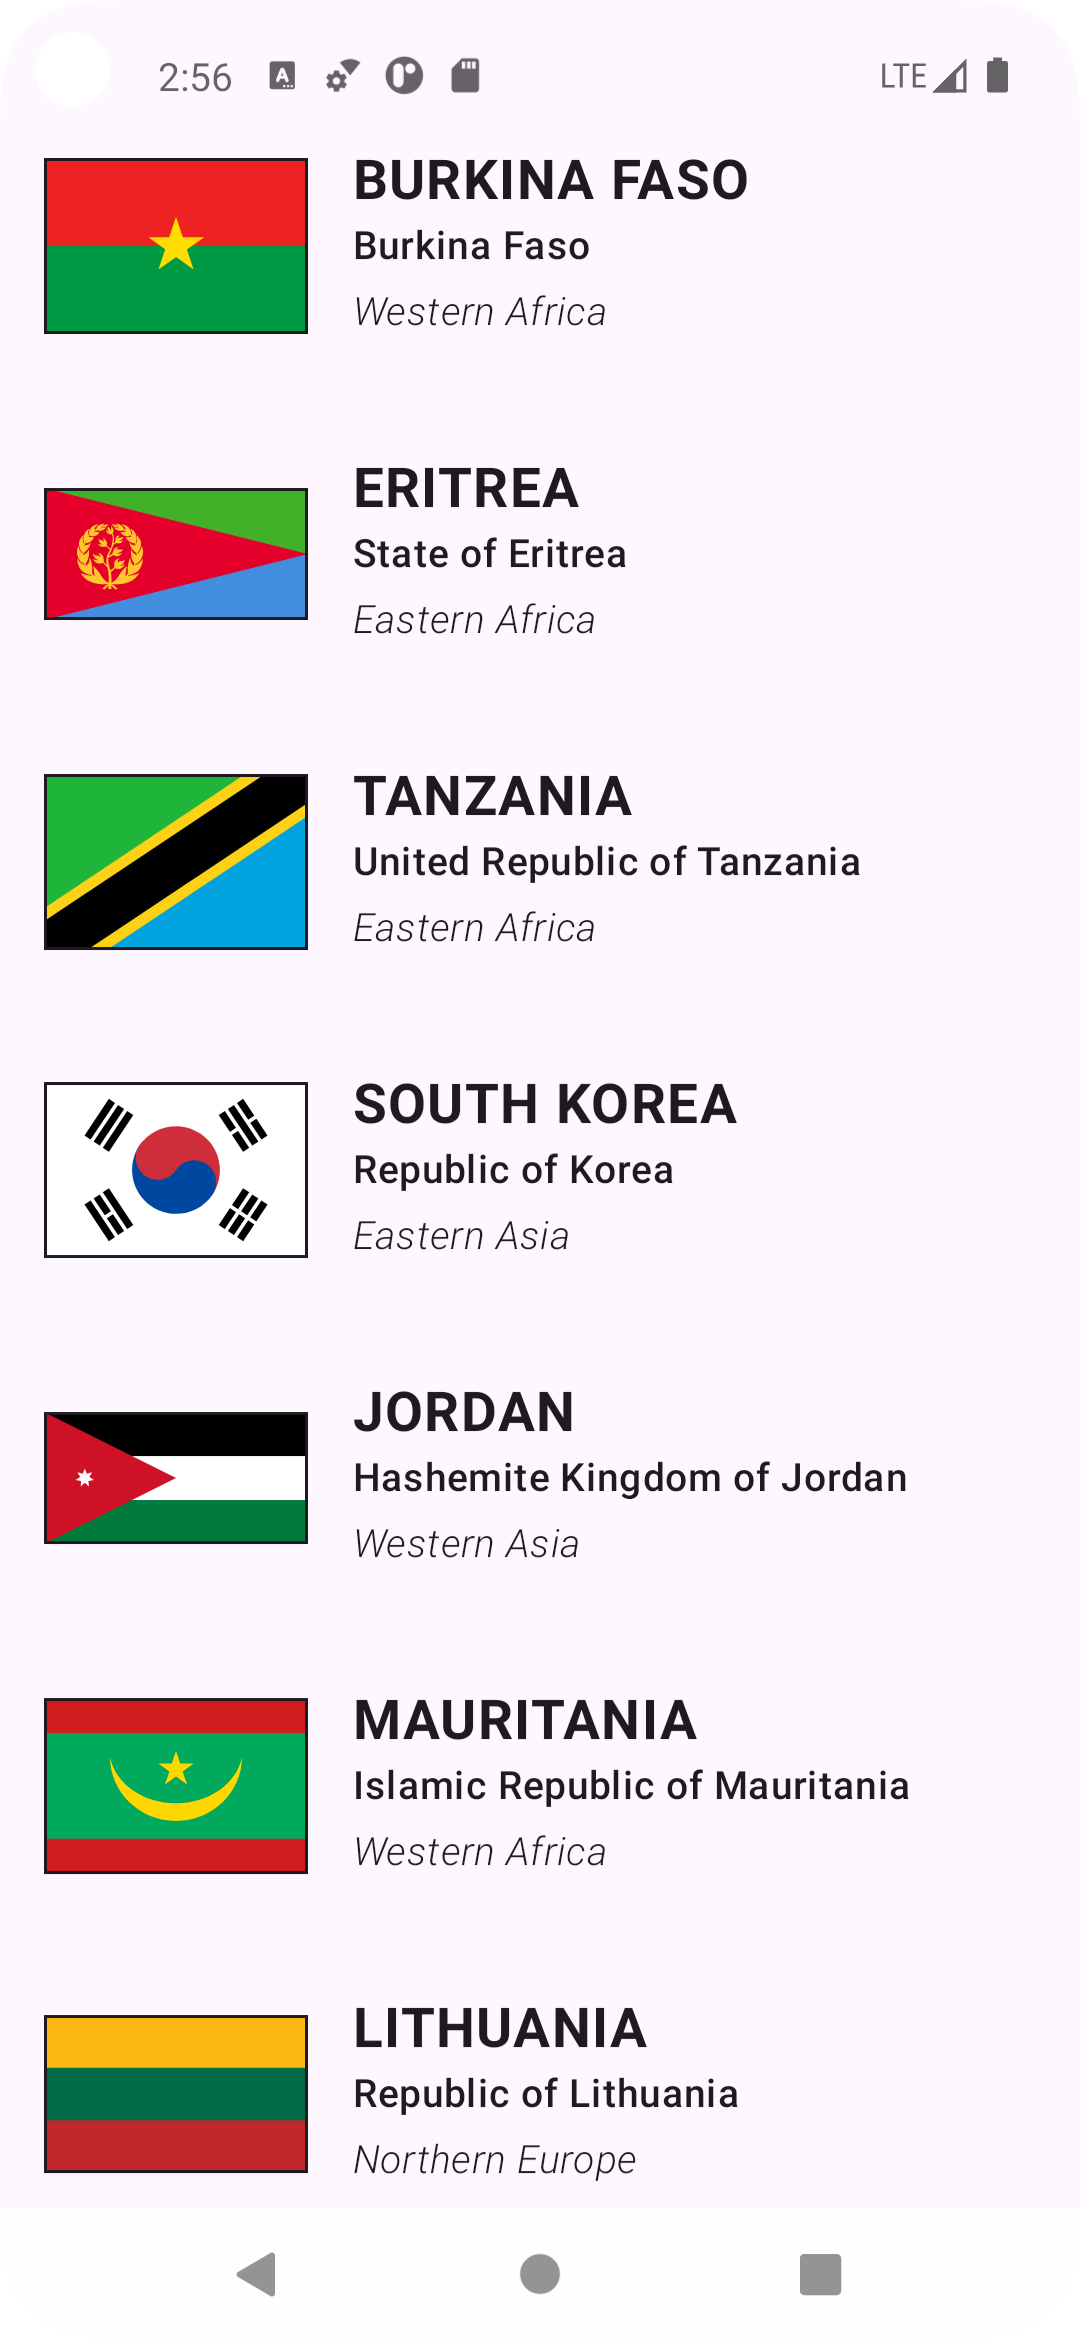 2:56
LTE
BURKINA FASO
Burkina Faso
Western Africa
ERITREA
State of Eritrea
Eastern Africa
TANZANIA
United Republic of Tanzania
Eastern Africa
SOUTH KOREA
Republic of Korea
Eastern Asia
JORDAN
Hashemite Kingdom of Jordan
Western Asia
MAURITANIA
Islamic Republic of Mauritania
Western Africa
LITHUANIA
Republic of Lithuania
Northern Europe